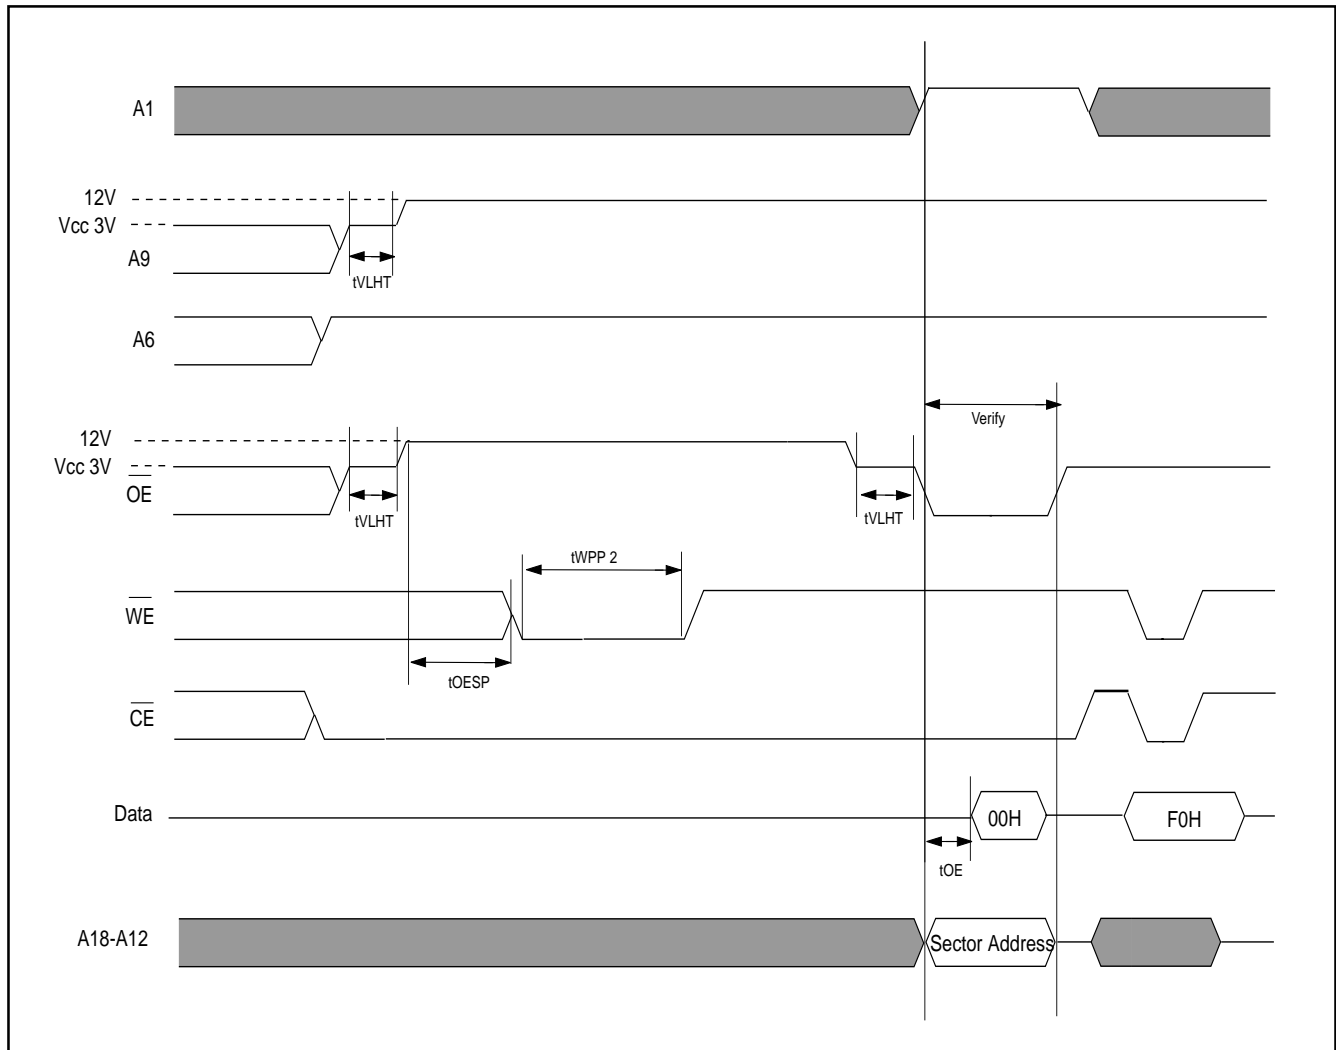 A1
12V
Vcc 3V
A9
tVLHT
A6
Verify
12V
Vcc 3V
OE
tVLHT
tVLHT
tWPP 2
WE
tOESP
CE
Data
00H
F0H
tOE
A18-A12
Sector Address